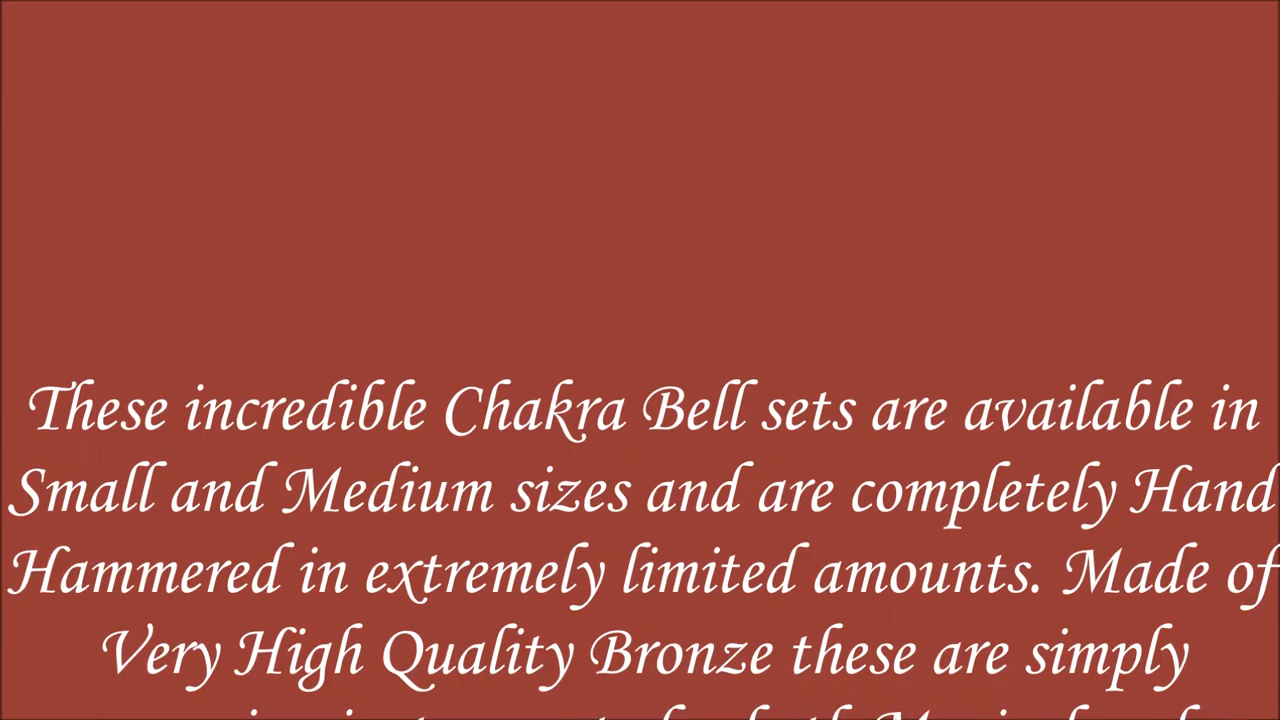 These incredible Chakra Bell sets are available in
Small and Medium sizes and are completely Hand
Hammered in extremely limited amounts. Made of
Very High Quality Bronze these are simply